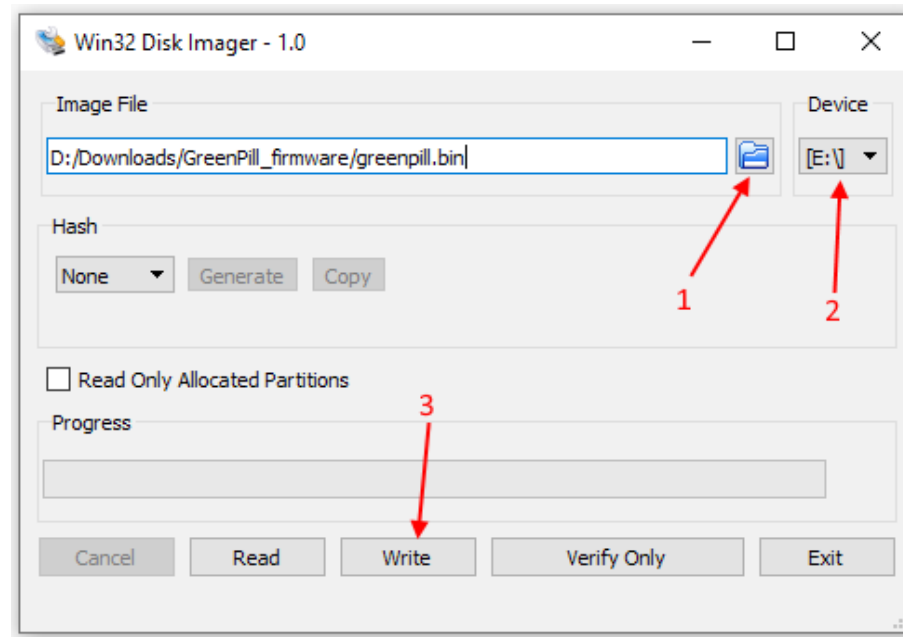 Win32 Disk Imager - 1.0
Image File
Device
D:/Downloads/GreenPill_firmware/greenpill.bin
[E:\]
Hash
None Generate Copy
1
2
Read Only Allocated Partitions
3
Progress
Cancel Read Write Verify Only Exit